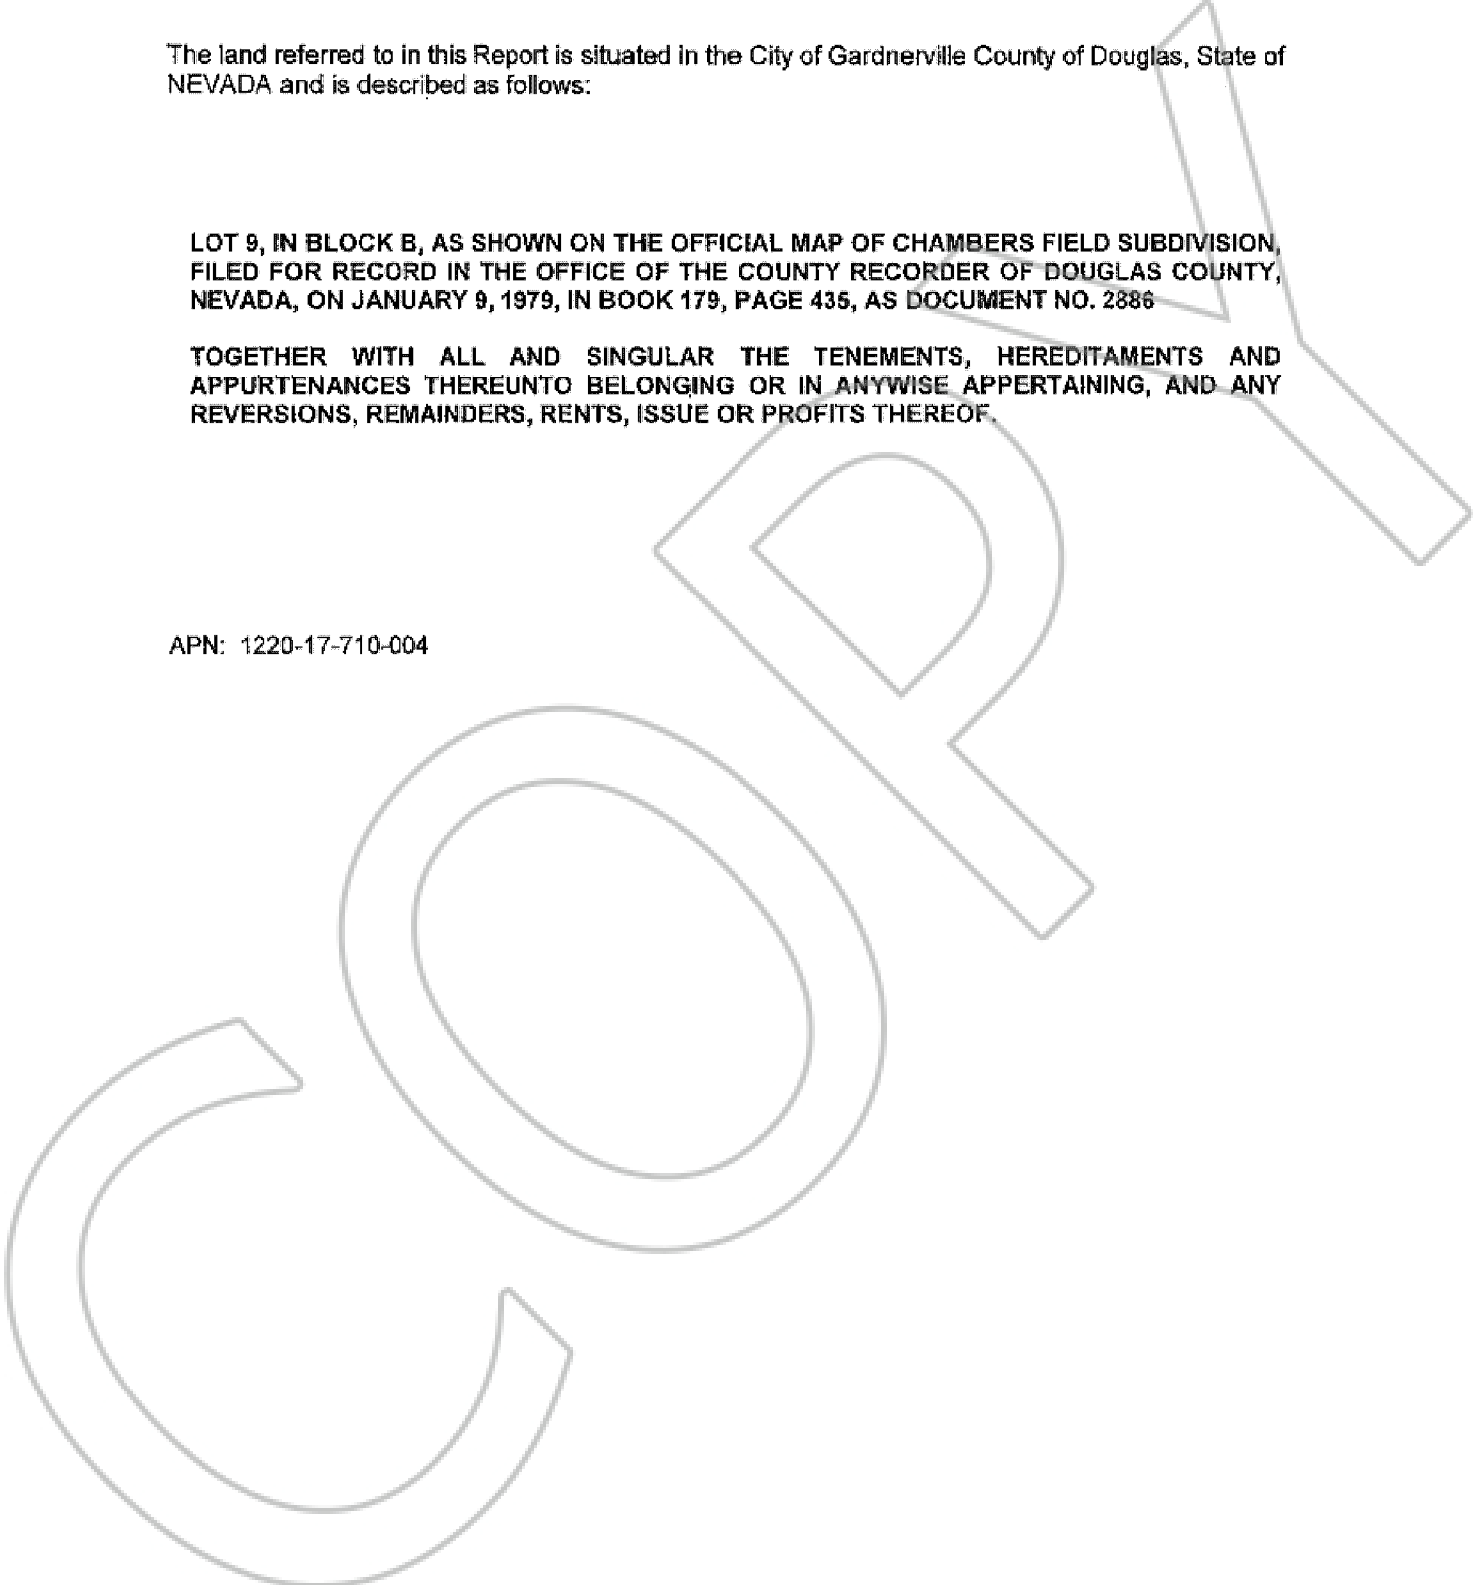 The land referred to in this Report is situated in the City of Gardnerville County of Douglas, State of
NEVADA and is described as follows:
LOT 9, IN BLOCK B, AS SHOWN ON THE OFFICIAL MAP OF CHAMBERS FIELD SUBDIVISION,
FILED FOR RECORD IN THE OFFICE OF THE COUNTY RECORDER OF DOUGLAS COUNTY,
NEVADA, ON JANUARY 9, 1979, IN BOOK 179, PAGE 435, AS DOCUMENT NO. 2886
TOGETHER WITH ALL AND SINGULAR THE TENEMENTS, HEREDITAMENTS AND
APPURTENANCES THEREUNTO BELONGING OR IN ANYWISE APPERTAINING, AND ANY
REVERSIONS, REMAINDERS, RENTS, ISSUE OR PROFITS THEREOF.
APN: 1220-17-710-004
COPY